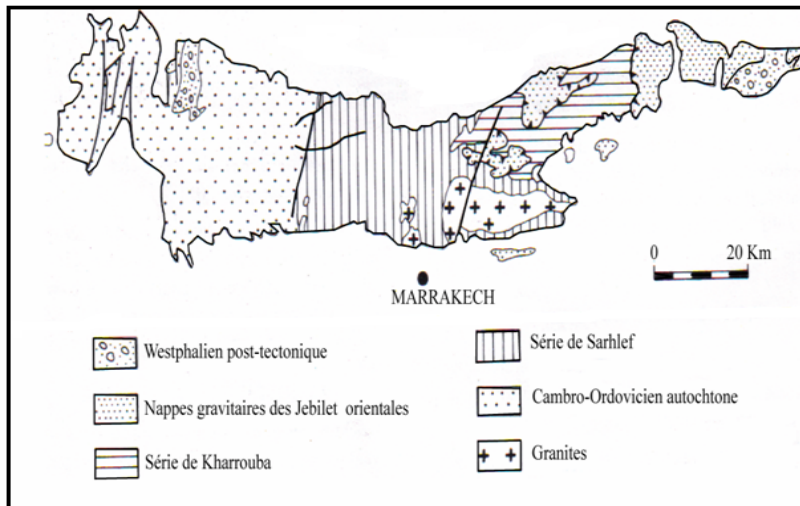 0 20 Km
MARRAKECH
Westphalien post-tectonique
Nappes gravitaires des Jebilet orientales
Série de Kharrouba
Série de Sarhlef
Cambro-Ordovicien autochtone
Granites